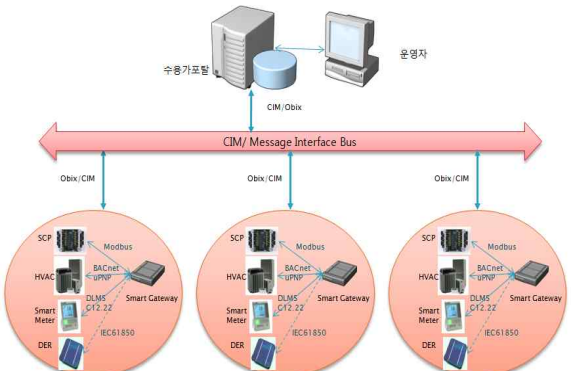 수용가포탈
운영자
CIM/Obix
CIM/ Message Interface Bus
Obix/CIM
Obix/CIM
Obix/CIM
SCP
Modbus
HVAC
BACnet
uPNP
Smart Gateway
Smart
Meter
DLMS
C12.22
IEC61850
DER
SCP
Modbus
HVAC
BACnet
uPNP
Smart Gateway
Smart
Meter
DLMS
C12.22
IEC61850
DER
SCP
Modbus
HVAC
BACnet
uPNP
Smart Gateway
Smart
Meter
DLMS
C12.22
IEC61850
DER